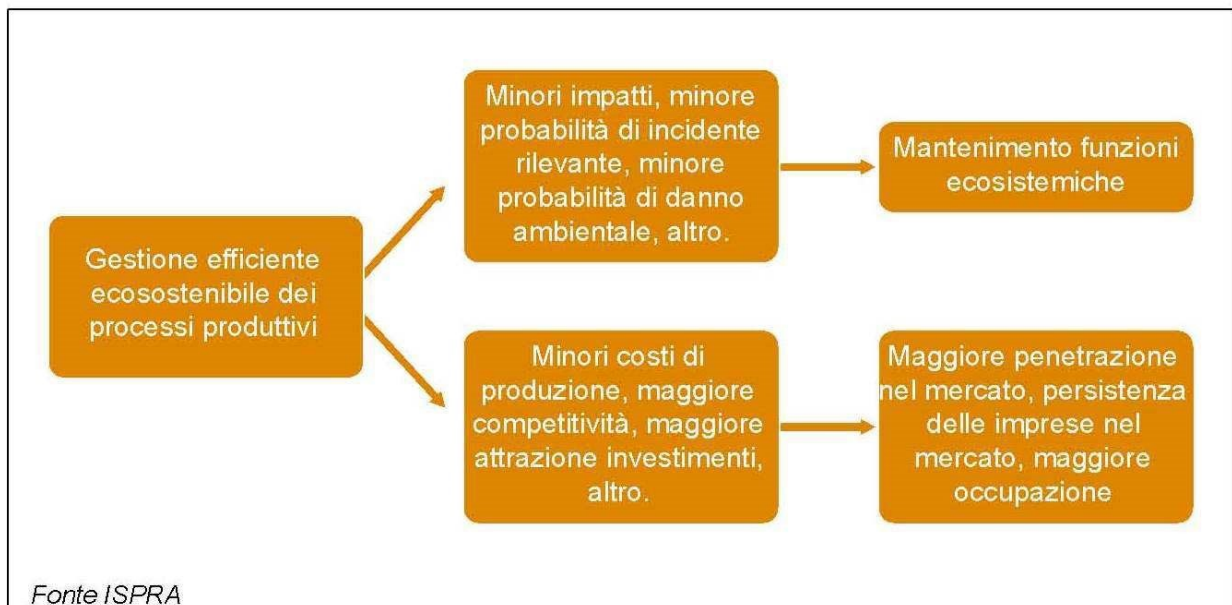 Gestione efficiente
ecosostenibile dei
processi produttivi
Minori impatti, minore
probabilità di incidente
rilevante, minore
probabilità di danno
ambientale, altro.
Mantenimento funzioni
ecosistemiche
Minori costi di
produzione, maggiore
competitività, maggiore
attrazione investimenti,
altro.
Maggiore penetrazione
nel mercato, persistenza
delle imprese nel
mercato, maggiore
occupazione
Fonte ISPRA